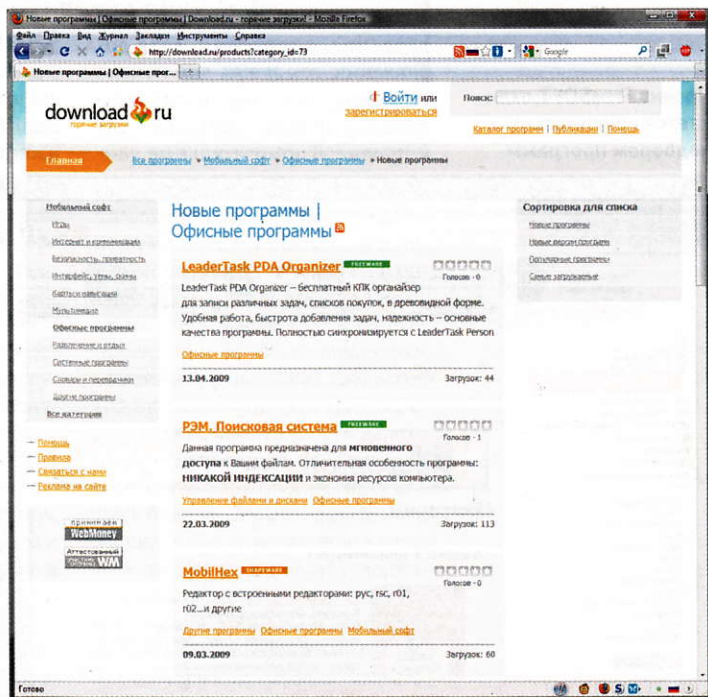 Новые программы | Офисные программы | Download.ru - горячие загрузки! - Mozilla Firefox
Файл Правка Вид Журнал Закладки Инструменты Справка
http://download.ru/products?category_id=73
Google
Новые программы | Офисные прог...
download ru
горячие загрузки
Войти или
зарегистрироваться
Поиск:
Каталог программ | Публикации | Помощь
Главная
Все программы » Мобильный софт » Офисные программы » Новые программы
Мобильный софт
Игры
Интернет и коммуникации
Безопасность, приватность
Интерфейс, темы, скины
Карты и навигация
Мультимедиа
Офисные программы
Развлечение и отдых
Системные программы
Словари и переводчики
Другие программы
Все категории
— Помощь
— Правила
— Связаться с нами
— Реклама на сайте
принимаем
WebMoney
Аттестованный
WM
Новые программы |
Офисные программы
LeaderTask PDA Organizer FREEWARE
Голосов - 0
LeaderTask PDA Organizer – бесплатный КПК органайзер
для записи различных задач, списков покупок, в древовидной форме.
Удобная работа, быстрота добавления задач, надежность – основные
качества программы. Полностью синхронизируется с LeaderTask Person
Офисные программы
13.04.2009 Загрузок: 44
РЭМ. Поисковая система FREEWARE
Голосов - 1
Данная программа предназначена для мгновенного
доступа к Вашим файлам. Отличительная особенность программы:
НИКАКОЙ ИНДЕКСАЦИИ и экономия ресурсов компьютера.
Управление файлами и дисками Офисные программы
22.03.2009 Загрузок: 113
MobilHex SHAREWARE
Голосов - 0
Редактор с встроенными редакторами: рус, rsc, r01,
r02...и другие
Другие программы Офисные программы Мобильный софт
09.03.2009 Загрузок: 60
Сортировка для списка
Новые программы
Новые версии программ
Популярные программы
Самые загружаемые
Готово